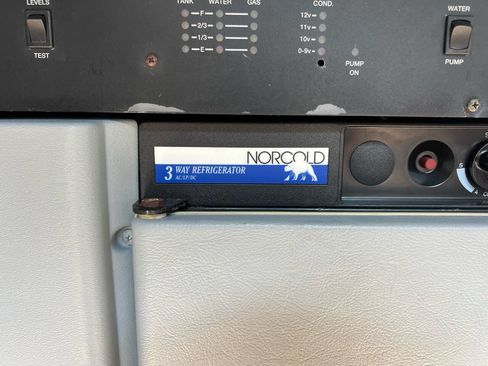 LEVELS
TEST
TANK WATER GAS
F
2/3
1/3
E
COND.
12v
11v
10v
0-9v
PUMP
ON
WATER
PUMP
NORCOLD
3 WAY REFRIGERATOR
AC/LP/DC
S
4